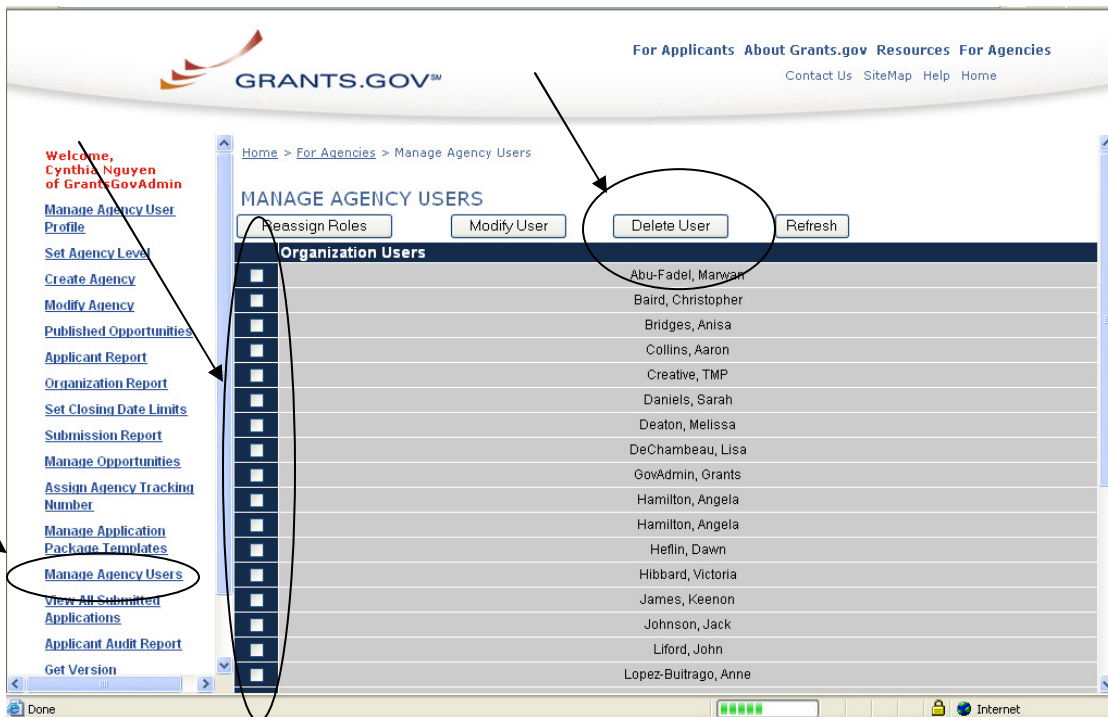 GRANTS.GOV℠
For Applicants About Grants.gov Resources For Agencies
Contact Us SiteMap Help Home
Welcome,
Cynthia Nguyen
of GrantsGovAdmin
Manage Agency User
Profile
Set Agency Level
Create Agency
Modify Agency
Published Opportunities
Applicant Report
Organization Report
Set Closing Date Limits
Submission Report
Manage Opportunities
Assign Agency Tracking
Number
Manage Application
Package Templates
Manage Agency Users
View All Submitted
Applications
Applicant Audit Report
Get Version
Home > For Agencies > Manage Agency Users
MANAGE AGENCY USERS
Reassign Roles Modify User Delete User Refresh
Organization Users
Abu-Fadel, Marwan
Baird, Christopher
Bridges, Anisa
Collins, Aaron
Creative, TMP
Daniels, Sarah
Deaton, Melissa
DeChambeau, Lisa
GovAdmin, Grants
Hamilton, Angela
Hamilton, Angela
Heflin, Dawn
Hibbard, Victoria
James, Keenon
Johnson, Jack
Liford, John
Lopez-Buitrago, Anne
Done Internet